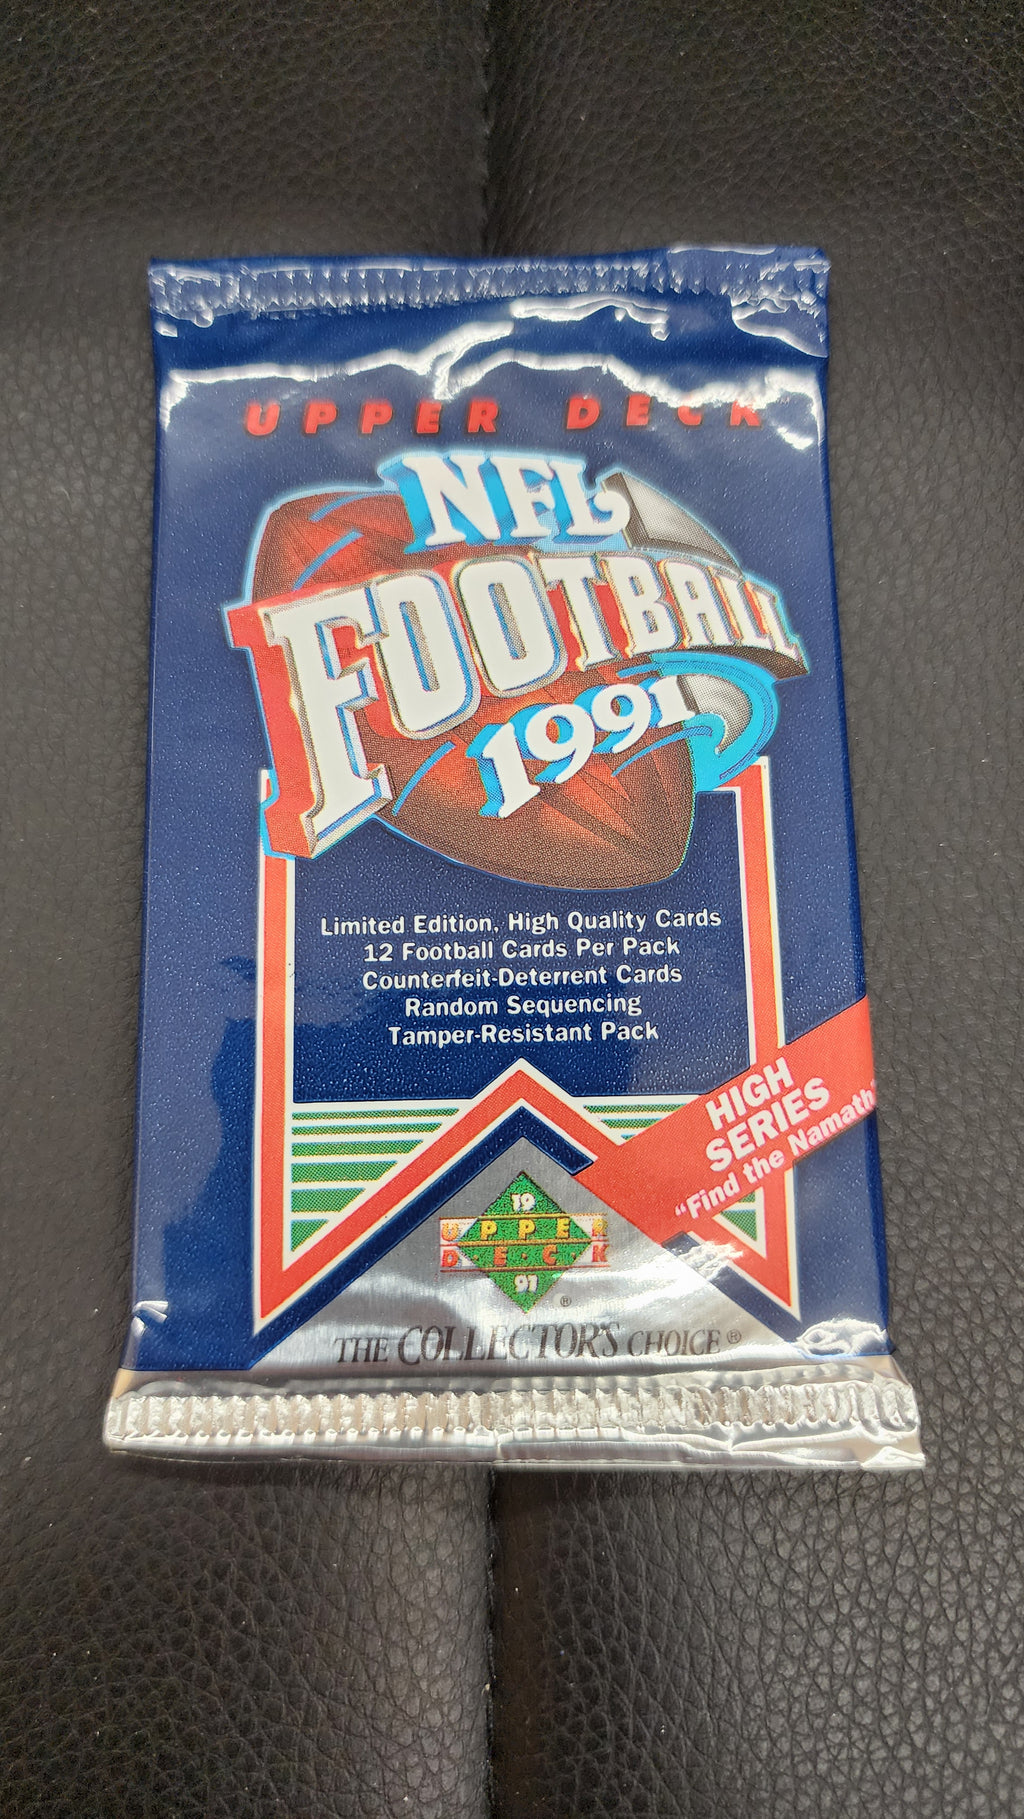 UPPER DECK
NFL
FOOTBALL
1991
Limited Edition, High Quality Cards
12 Football Cards Per Pack
Counterfeit-Deterrent Cards
Random Sequencing
Tamper-Resistant Pack
HIGH
SERIES
"Find the Namath"
19
UPPER
DECK
91
®
THE COLLECTOR'S CHOICE®